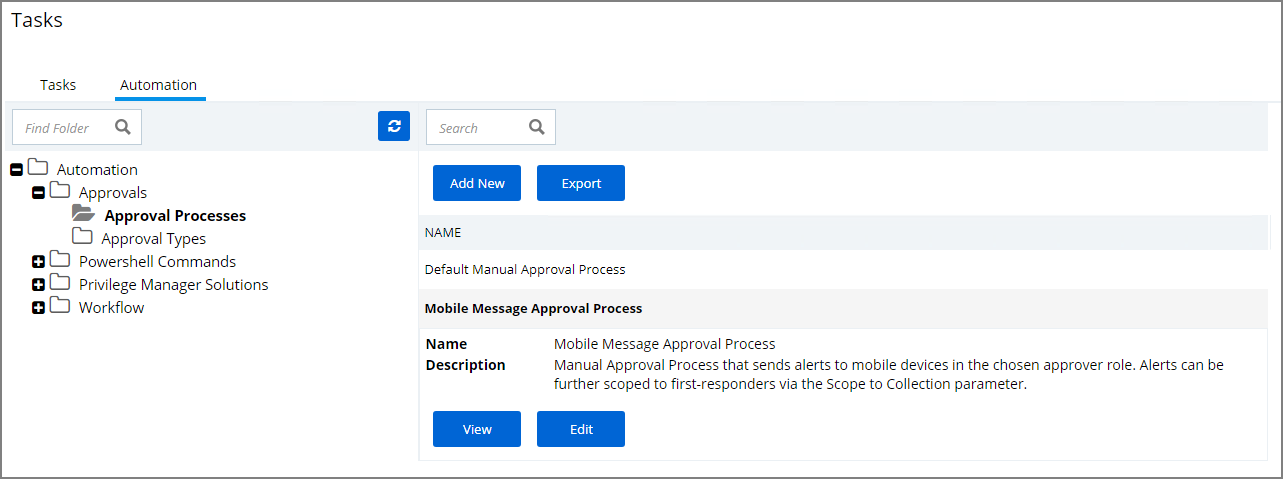 Tasks
Tasks Automation
Find Folder
Search
Automation
Approvals
Approval Processes
Approval Types
Powershell Commands
Privilege Manager Solutions
Workflow
Add New Export
NAME
Default Manual Approval Process
Mobile Message Approval Process
Name Mobile Message Approval Process
Description Manual Approval Process that sends alerts to mobile devices in the chosen approver role. Alerts can be
further scoped to first-responders via the Scope to Collection parameter.
View Edit